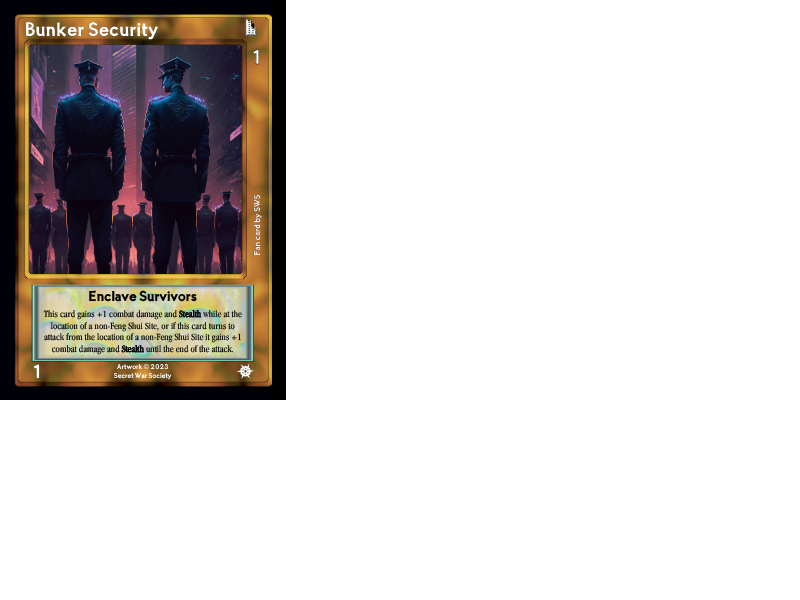 Bunker Security
1
Fan card by SWS
Enclave Survivors
This card gains +1 combat damage and Stealth while at the
location of a non-Feng Shui Site, or if this card turns to
attack from the location of a non-Feng Shui Site it gains +1
combat damage and Stealth until the end of the attack.
1
Artwork © 2023
Secret War Society